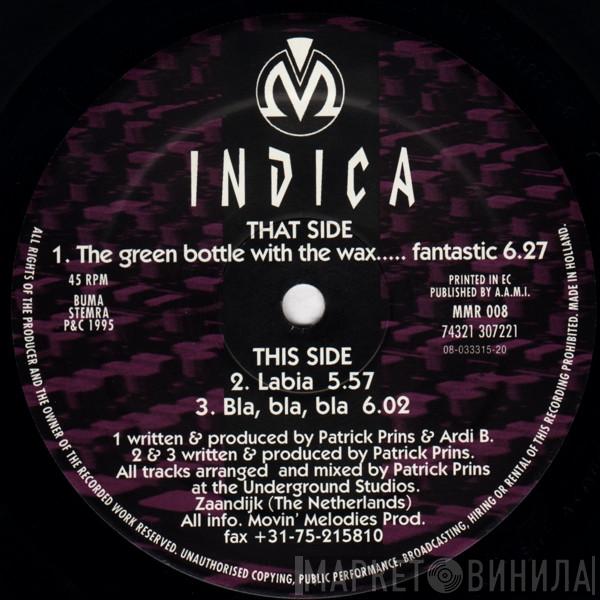 INDICA
THAT SIDE
1. The green bottle with the wax..... fantastic 6.27
45 RPM
BUMA
STEMRA
P&C 1995
PRINTED IN EC
PUBLISHED BY A.A.M.I.
MMR 008
74321 307221
08-033315-20
THIS SIDE
2. Labia 5.57
3. Bla, bla, bla 6.02
1 written & produced by Patrick Prins & Ardi B.
2 & 3 written & produced by Patrick Prins.
All tracks arranged and mixed by Patrick Prins
at the Underground Studios.
Zaandijk (The Netherlands)
All info. Movin' Melodies Prod.
fax +31-75-215810
ALL RIGHTS OF THE PRODUCER AND THE OWNER OF THE RECORDED WORK RESERVED. UNAUTHORISED COPYING, PUBLIC PERFORMANCE, BROADCASTING, HIRING OR RENTAL OF THIS RECORDING PROHIBITED. MADE IN HOLLAND.
МАРКЕТ ВИНИЛА